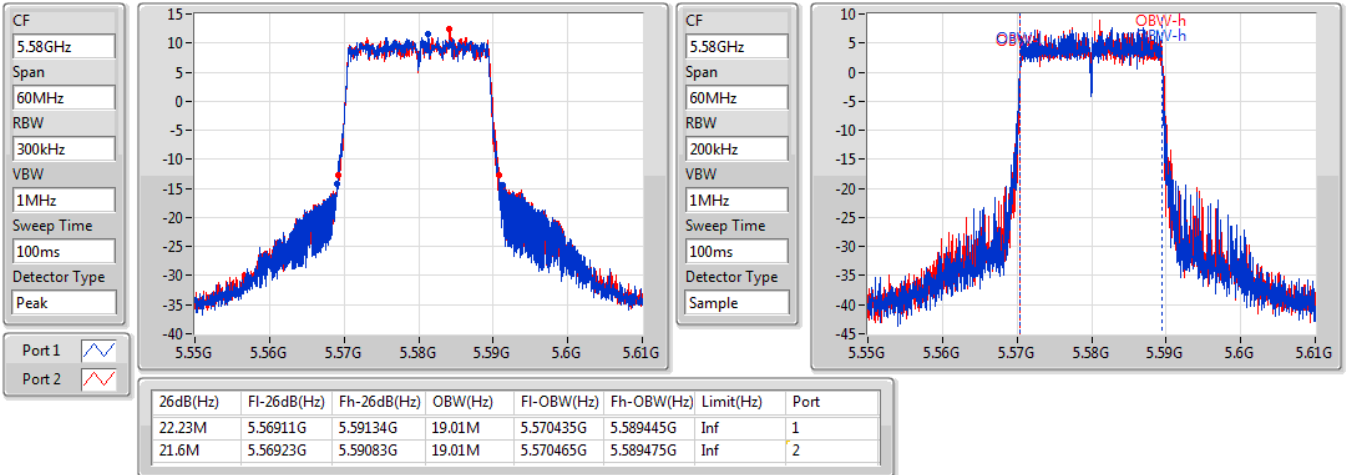 CF
5.58GHz
Span
60MHz
RBW
300kHz
VBW
1MHz
Sweep Time
100ms
Detector Type
Peak
Port 1
Port 2
15
10
5
0
-5
-10
-15
-20
-25
-30
-35
-40
5.55G 5.56G 5.57G 5.58G 5.59G 5.6G 5.61G
CF
5.58GHz
Span
60MHz
RBW
200kHz
VBW
1MHz
Sweep Time
100ms
Detector Type
Sample
10
5
0
-5
-10
-15
-20
-25
-30
-35
-40
-45
OBW-h
OBW-h
5.55G 5.56G 5.57G 5.58G 5.59G 5.6G 5.61G
26dB(Hz) Fl-26dB(Hz) Fh-26dB(Hz) OBW(Hz) Fl-OBW(Hz) Fh-OBW(Hz) Limit(Hz) Port
22.23M 5.56911G 5.59134G 19.01M 5.570435G 5.589445G Inf 1
21.6M 5.56923G 5.59083G 19.01M 5.570465G 5.589475G Inf 2